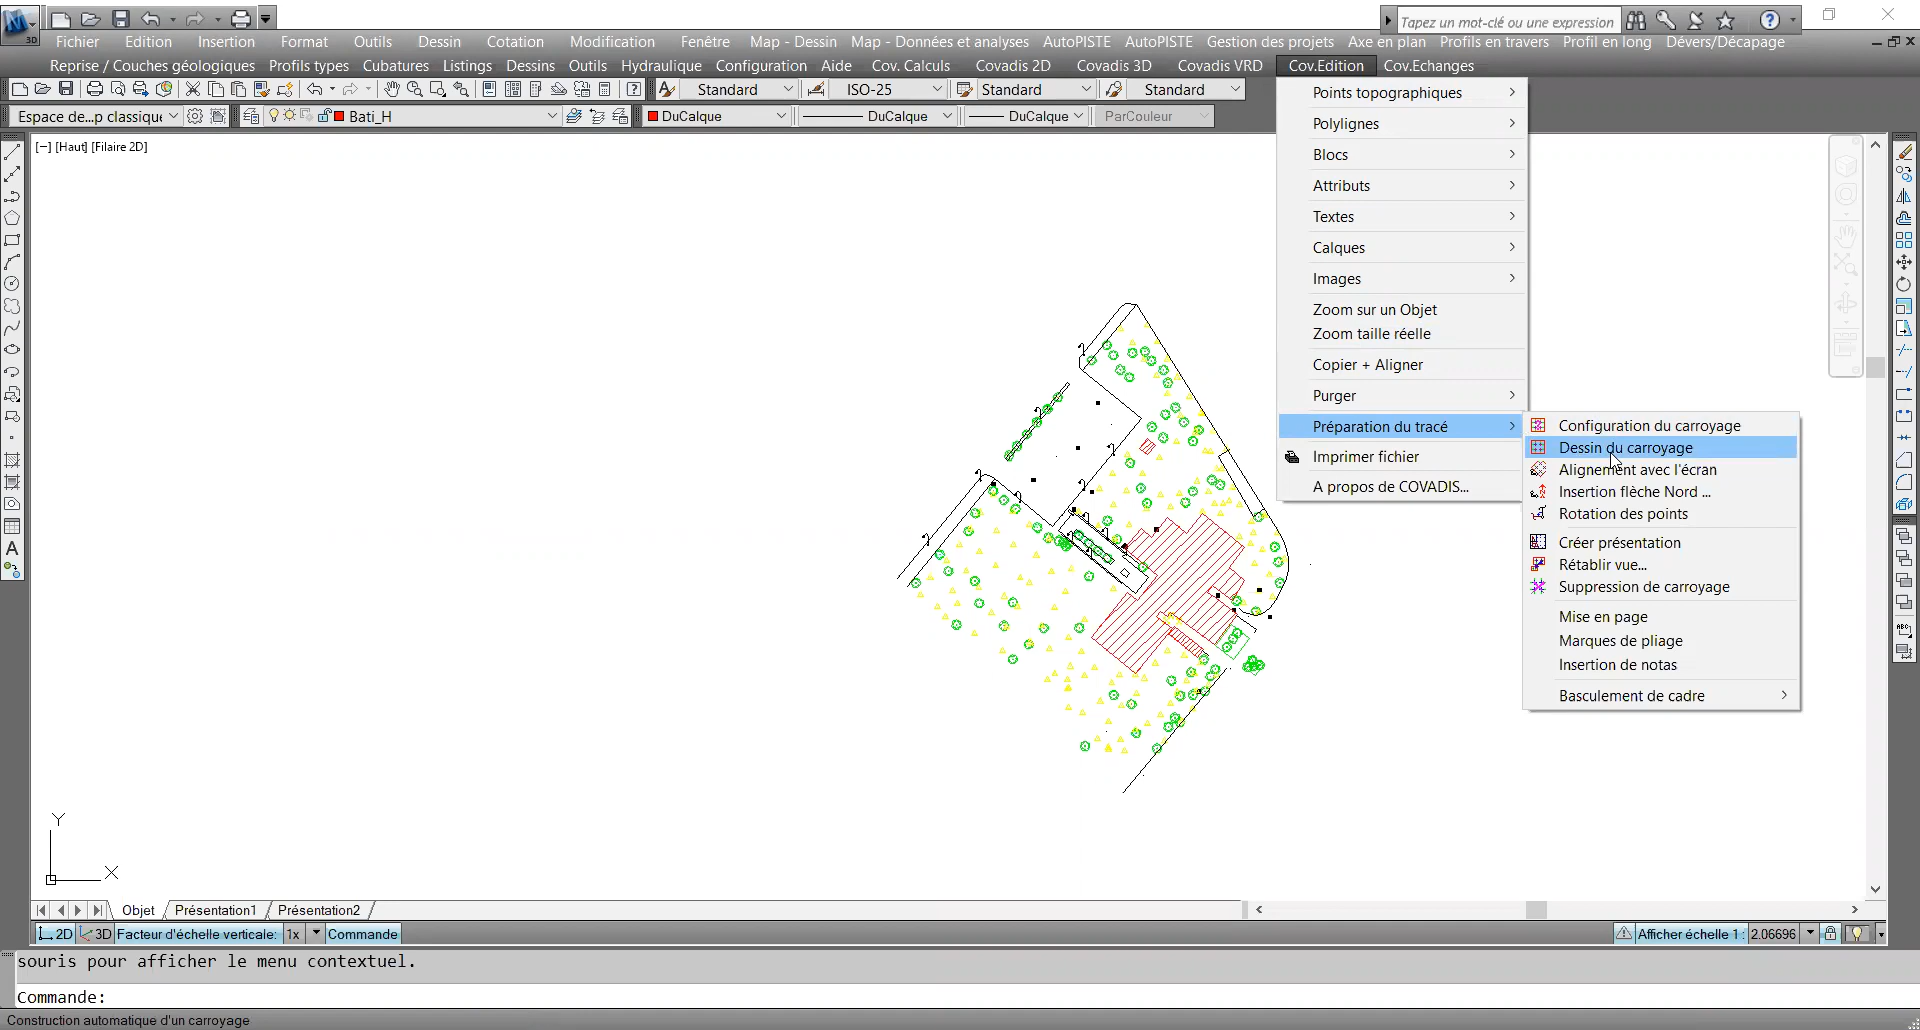 3D
Tapez un mot-clé ou une expression
Fichier Edition Insertion Format Outils Dessin Cotation Modification Fenêtre Map - Dessin Map - Données et analyses AutoPISTE AutoPISTE Gestion des projets Axe en plan Profils en travers Profil en long Dévers/Décapage
Reprise / Couches géologiques Profils types Cubatures Listings Dessins Outils Hydraulique Configuration Aide Cov. Calculs Covadis 2D Covadis 3D Covadis VRD Cov.Edition Cov.Echanges
Standard ISO-25 Standard Standard
Espace de...p classique Bati_H DuCalque DuCalque DuCalque ParCouleur
[−] [Haut] [Filaire 2D]
Points topographiques
Polylignes
Blocs
Attributs
Textes
Calques
Images
Zoom sur un Objet
Zoom taille réelle
Copier + Aligner
Purger
Préparation du tracé
Imprimer fichier
A propos de COVADIS...
Configuration du carroyage
Dessin du carroyage
Alignement avec l'écran
Insertion flèche Nord ...
Rotation des points
Créer présentation
Rétablir vue...
Suppression de carroyage
Mise en page
Marques de pliage
Insertion de notas
Basculement de cadre
A
ABC
Y
X
Objet Présentation1 Présentation2
2D 3D Facteur d'échelle verticale: 1x Commande Afficher échelle 1 : 2.06696
souris pour afficher le menu contextuel.
Commande:
Construction automatique d'un carroyage